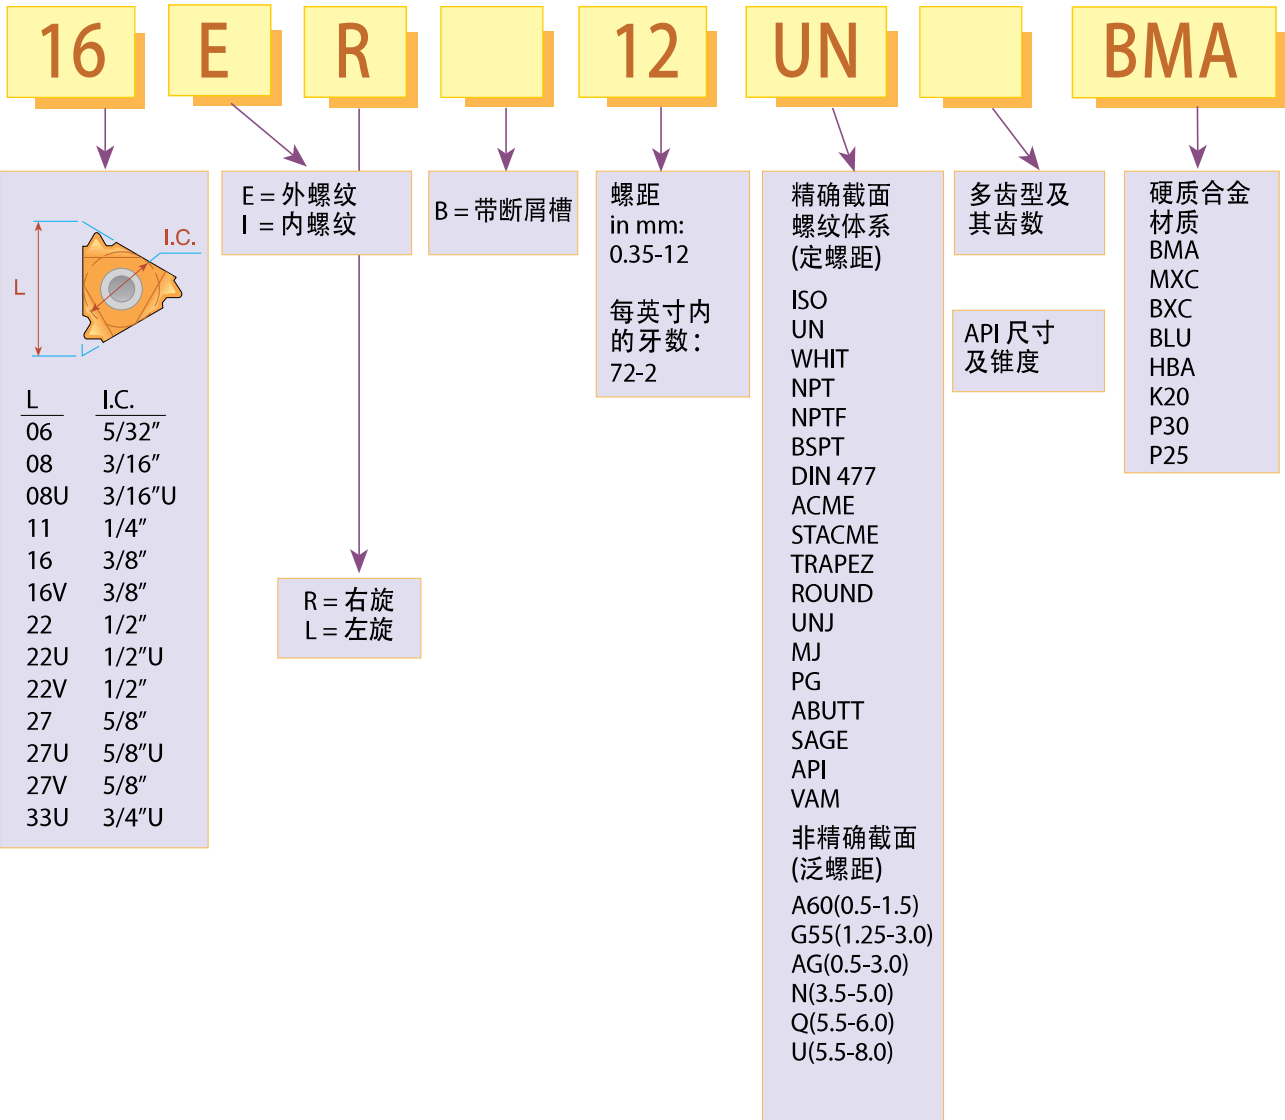 16 E R 12 UN BMA
I.C.
L
L I.C.
06 5/32″
08 3/16″
08U 3/16″U
11 1/4″
16 3/8″
16V 3/8″
22 1/2″
22U 1/2″U
22V 1/2″
27 5/8″
27U 5/8″U
27V 5/8″
33U 3/4″U
E = 外螺纹
I = 内螺纹
R = 右旋
L = 左旋
B = 带断屑槽
螺距
in mm:
0.35-12
每英寸内
的牙数：
72-2
精确截面
螺纹体系
(定螺距)
ISO
UN
WHIT
NPT
NPTF
BSPT
DIN 477
ACME
STACME
TRAPEZ
ROUND
UNJ
MJ
PG
ABUTT
SAGE
API
VAM
非精确截面
(泛螺距)
A60(0.5-1.5)
G55(1.25-3.0)
AG(0.5-3.0)
N(3.5-5.0)
Q(5.5-6.0)
U(5.5-8.0)
多齿型及
其齿数
API 尺寸
及锥度
硬质合金
材质
BMA
MXC
BXC
BLU
HBA
K20
P30
P25